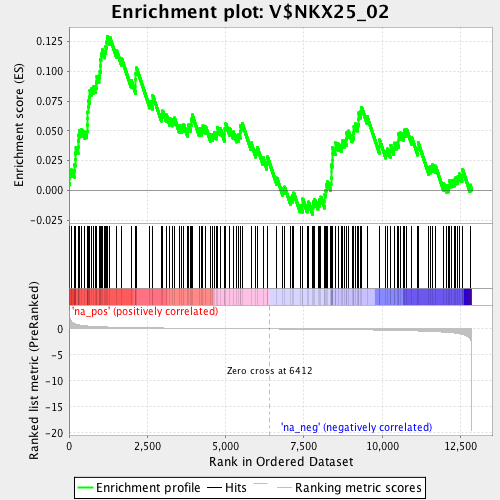 Enrichment plot: V$NKX25_02
Enrichment score (ES)
0.125
0.100
0.075
0.050
0.025
0.000
-0.025
'na_pos' (positively correlated)
'na_neg' (negatively correlated)
Zero cross at 6412
Ranked list metric (PreRanked)
0
-5
-10
-15
-20
0
2,500
5,000
7,500
10,000
12,500
Rank in Ordered Dataset
Enrichment profile
Hits
Ranking metric scores